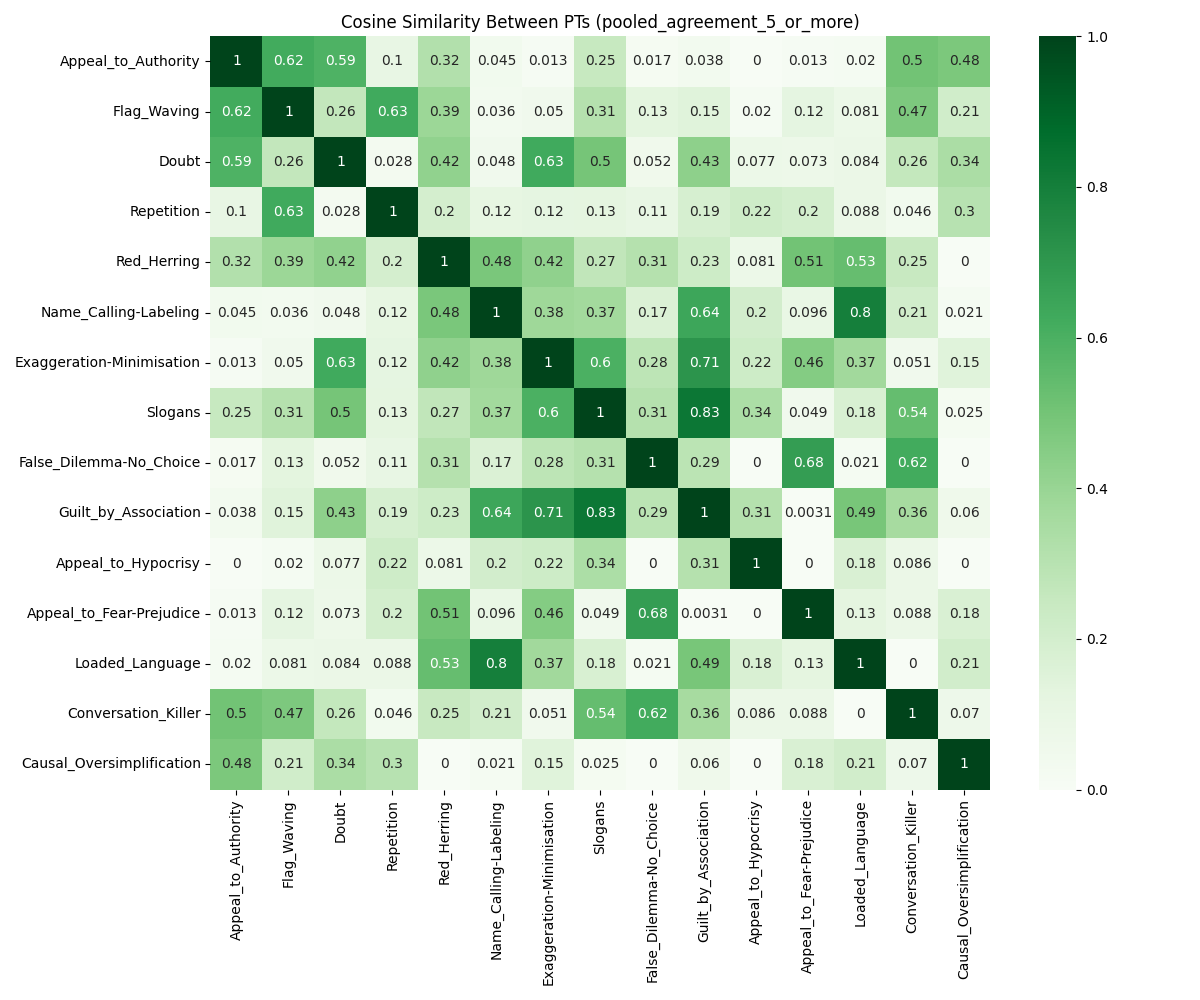 Cosine Similarity Between PTs (pooled_agreement_5_or_more)
Appeal_to_Authority 1 0.62 0.59 0.1 0.32 0.045 0.013 0.25 0.017 0.038 0 0.013 0.02 0.5 0.48
Flag_Waving 0.62 1 0.26 0.63 0.39 0.036 0.05 0.31 0.13 0.15 0.02 0.12 0.081 0.47 0.21
Doubt 0.59 0.26 1 0.028 0.42 0.048 0.63 0.5 0.052 0.43 0.077 0.073 0.084 0.26 0.34
Repetition 0.1 0.63 0.028 1 0.2 0.12 0.12 0.13 0.11 0.19 0.22 0.2 0.088 0.046 0.3
Red_Herring 0.32 0.39 0.42 0.2 1 0.48 0.42 0.27 0.31 0.23 0.081 0.51 0.53 0.25 0
Name_Calling-Labeling 0.045 0.036 0.048 0.12 0.48 1 0.38 0.37 0.17 0.64 0.2 0.096 0.8 0.21 0.021
Exaggeration-Minimisation 0.013 0.05 0.63 0.12 0.42 0.38 1 0.6 0.28 0.71 0.22 0.46 0.37 0.051 0.15
Slogans 0.25 0.31 0.5 0.13 0.27 0.37 0.6 1 0.31 0.83 0.34 0.049 0.18 0.54 0.025
False_Dilemma-No_Choice 0.017 0.13 0.052 0.11 0.31 0.17 0.28 0.31 1 0.29 0 0.68 0.021 0.62 0
Guilt_by_Association 0.038 0.15 0.43 0.19 0.23 0.64 0.71 0.83 0.29 1 0.31 0.0031 0.49 0.36 0.06
Appeal_to_Hypocrisy 0 0.02 0.077 0.22 0.081 0.2 0.22 0.34 0 0.31 1 0 0.18 0.086 0
Appeal_to_Fear-Prejudice 0.013 0.12 0.073 0.2 0.51 0.096 0.46 0.049 0.68 0.0031 0 1 0.13 0.088 0.18
Loaded_Language 0.02 0.081 0.084 0.088 0.53 0.8 0.37 0.18 0.021 0.49 0.18 0.13 1 0 0.21
Conversation_Killer 0.5 0.47 0.26 0.046 0.25 0.21 0.051 0.54 0.62 0.36 0.086 0.088 0 1 0.07
Causal_Oversimplification 0.48 0.21 0.34 0.3 0 0.021 0.15 0.025 0 0.06 0 0.18 0.21 0.07 1
Appeal_to_Authority
Flag_Waving
Doubt
Repetition
Red_Herring
Name_Calling-Labeling
Exaggeration-Minimisation
Slogans
False_Dilemma-No_Choice
Guilt_by_Association
Appeal_to_Hypocrisy
Appeal_to_Fear-Prejudice
Loaded_Language
Conversation_Killer
Causal_Oversimplification
1.0
0.8
0.6
0.4
0.2
0.0